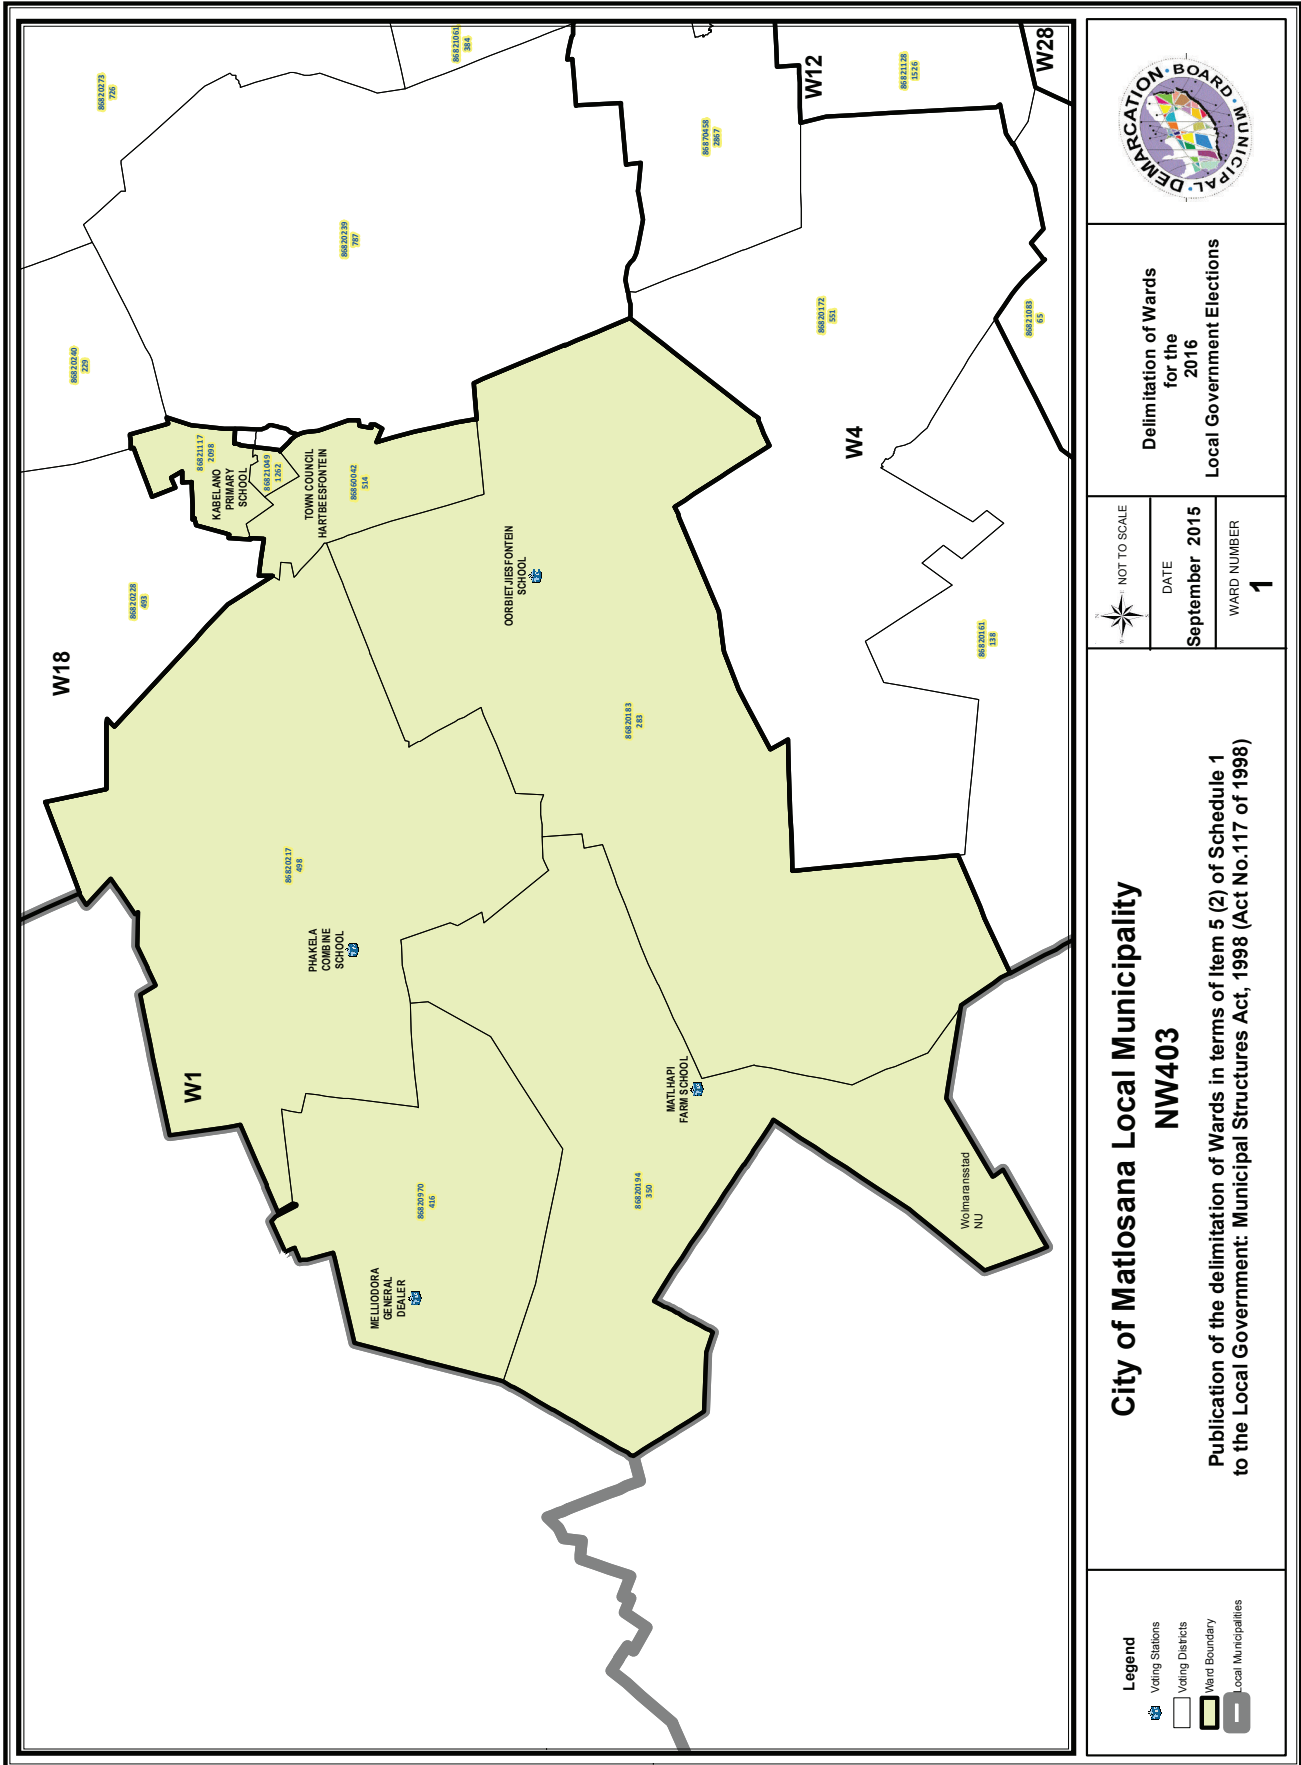 86820273
726
86821061
384
W12
86821128
1526
W28
86870458
2867
86820239
787
86820240
229
86820172
551
86821083
65
W4
86821117
2098
KABELANO
PRIMARY
SCHOOL
86821049
1262
TOWN COUNCIL
HARTBEESFONTEIN
86860042
514
OORBIETJIESFONTEIN
SCHOOL
86820228
493
W18
86820161
138
86820183
283
86820217
498
PHAKELA
COMBINE
SCHOOL
W1
MATLHAPI
FARM SCHOOL
86820970
416
86820194
350
Wolmaransstad
NU
MELLIODORA
GENERAL
DEALER
Legend
Voting Stations
Voting Districts
Ward Boundary
Local Municipalities
City of Matlosana Local Municipality
NW403
Publication of the delimitation of Wards in terms of Item 5 (2) of Schedule 1
to the Local Government: Municipal Structures Act, 1998 (Act No.117 of 1998)
NOT TO SCALE
DATE
September 2015
WARD NUMBER
1
Delimitation of Wards
for the
2016
Local Government Elections
MUNICIPAL · DEMARCATION · BOARD